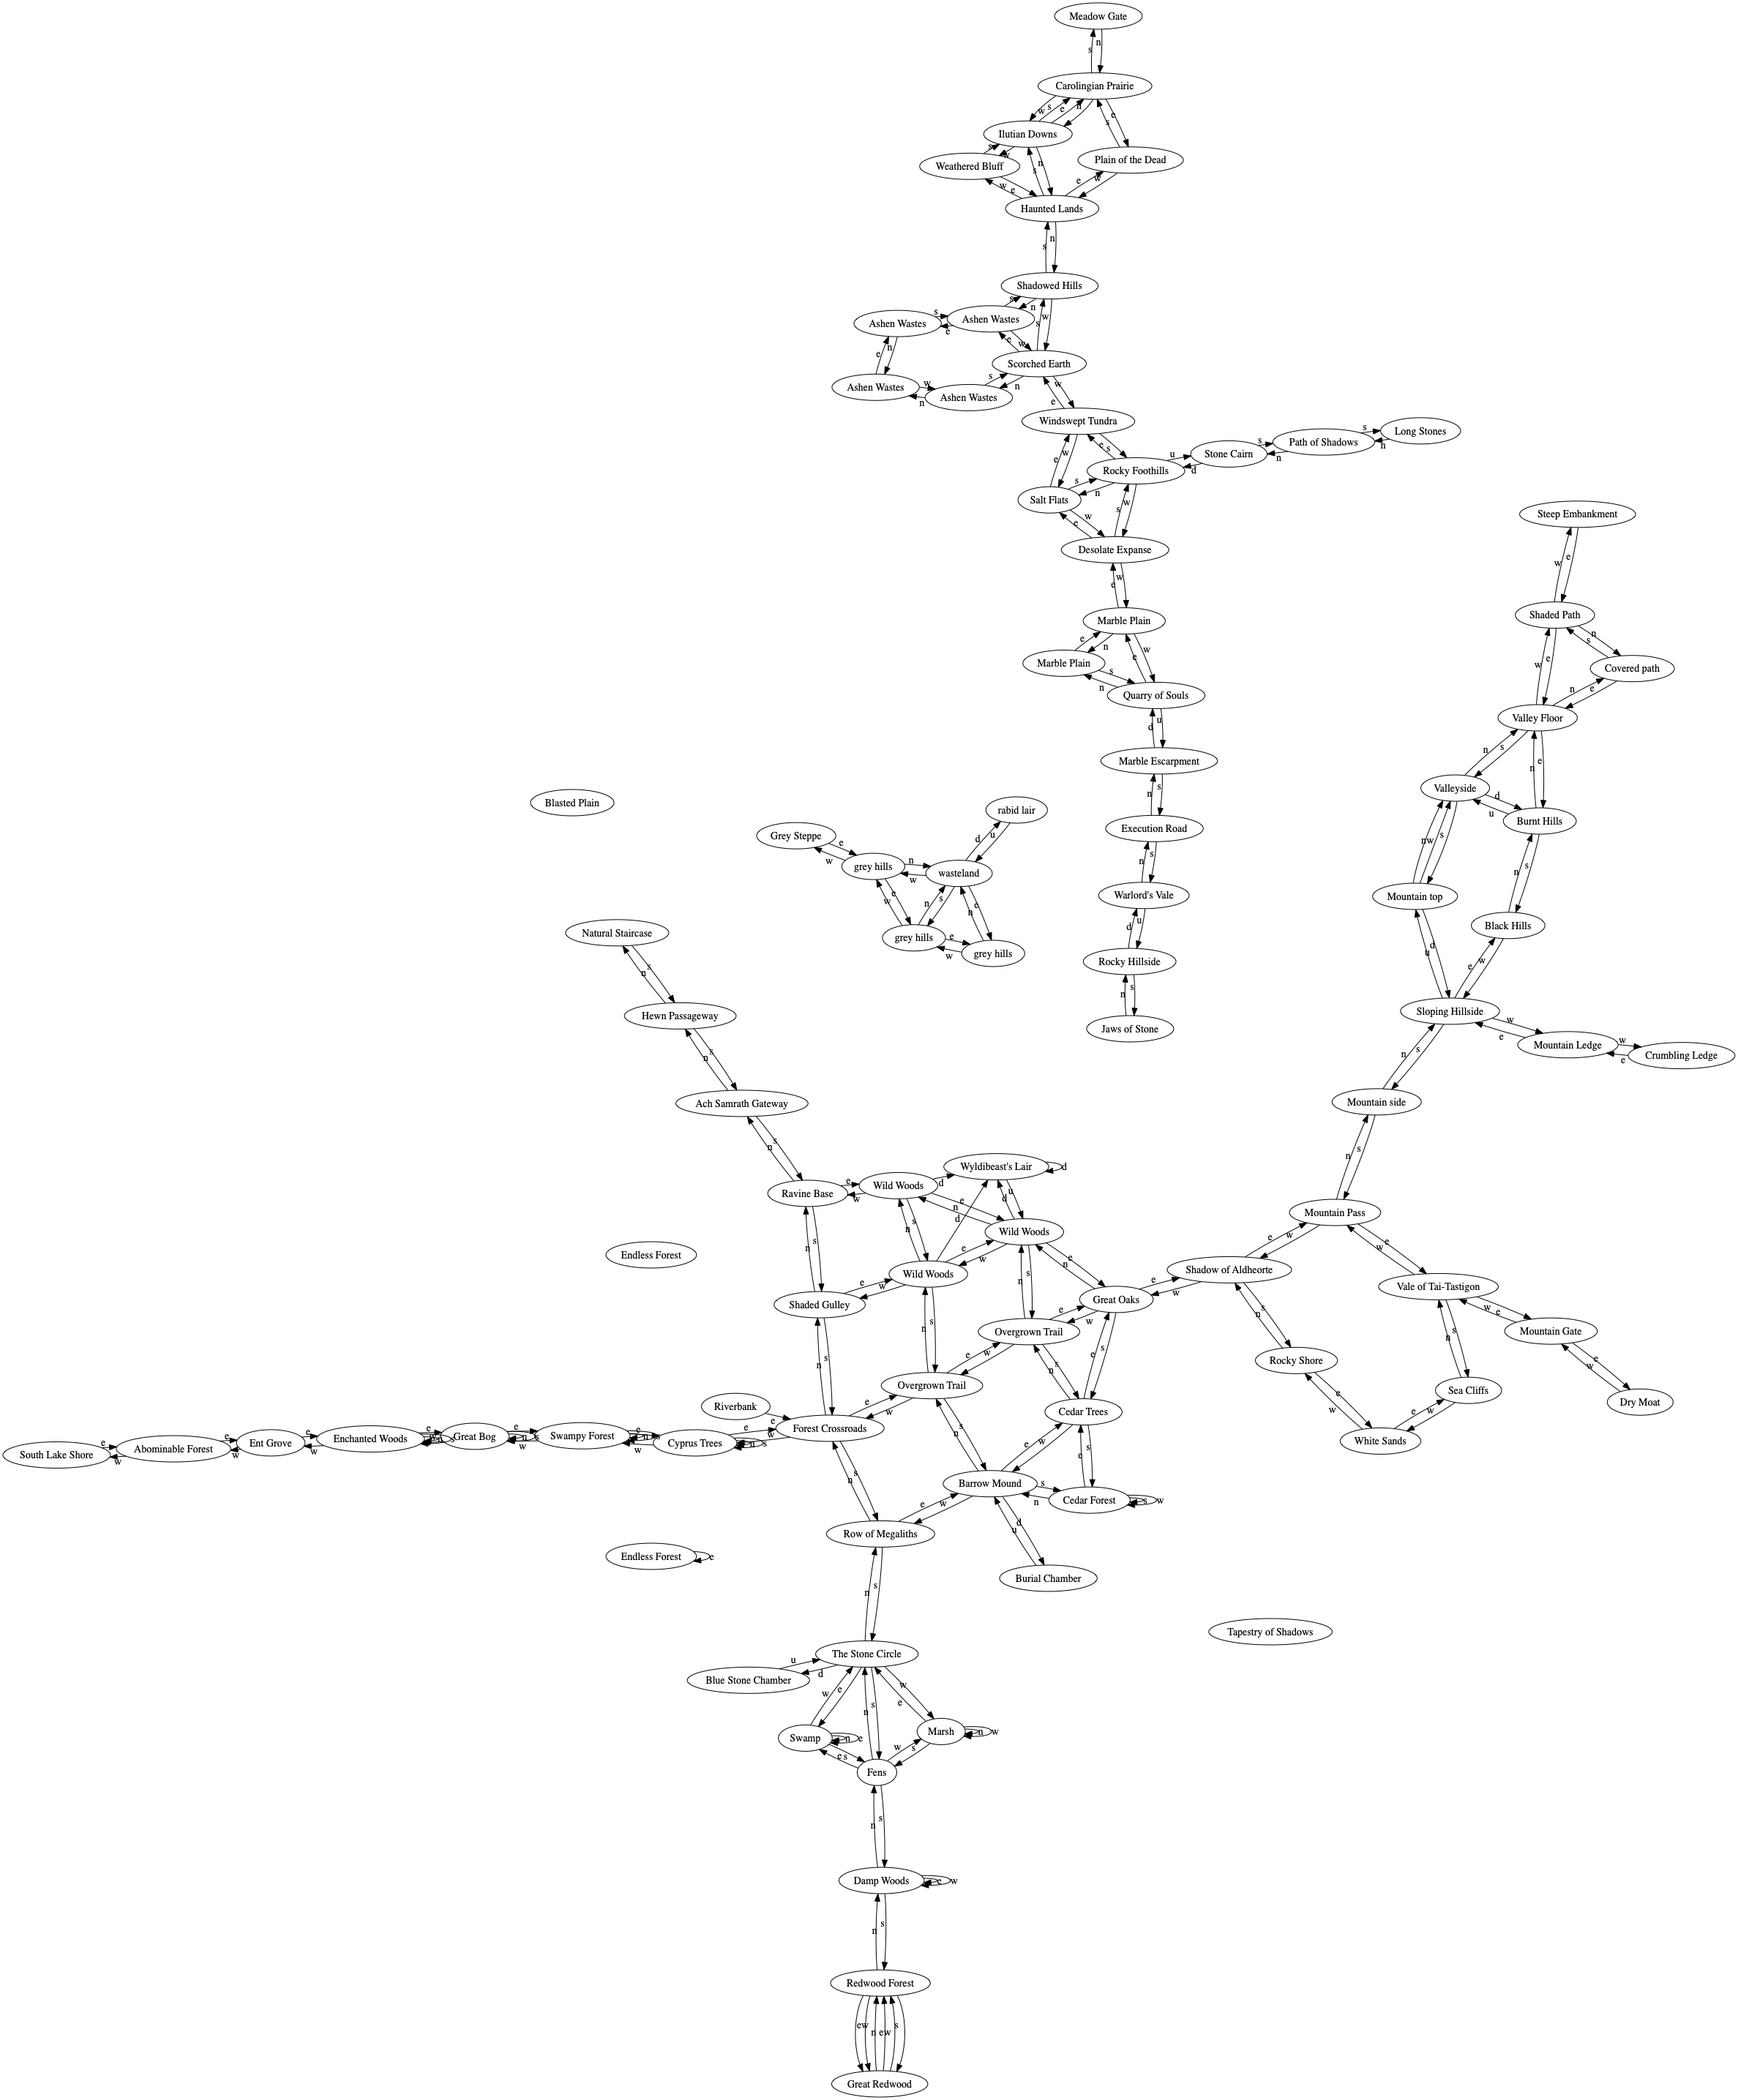 Meadow Gate
s n
Carolingian Prairie
w s e n
s e
Ilutian Downs
Plain of the Dead
s w
Weathered Bluff
s n
w e
e w
Haunted Lands
s n
Shadowed Hills
s n
Ashen Wastes
Ashen Wastes
s e
s w
e w
e n
Scorched Earth
Ashen Wastes
w n
Ashen Wastes
s n
e w
Windswept Tundra
e s
e w
Rocky Foothills
u d
Stone Cairn
s n
Path of Shadows
s n
Long Stones
Salt Flats
s n
w e
s w
Desolate Expanse
Steep Embankment
w e
e w
Marble Plain
Shaded Path
e n
n s
Marble Plain
s n
e w
w e
Covered path
n e
Quarry of Souls
Valley Floor
d u
n s
n e
Marble Escarpment
Valleyside
d u
n s
Blasted Plain
rabid lair
d u
Burnt Hills
Grey Steppe
e w
Execution Road
n w s
grey hills
n w
wasteland
n s
n s
e w
n s
e n
Warlord's Vale
Mountain top
Black Hills
Natural Staircase
grey hills
e w
grey hills
d u
u d
e w
n s
Rocky Hillside
Hewn Passageway
n s
Sloping Hillside
w e
Jaws of Stone
Mountain Ledge
w e
Crumbling Ledge
n s
n s
Ach Samrath Gateway
Mountain side
n s
n s
Wyldibeast's Lair
d
Ravine Base
e w
Wild Woods
d
e n
d
d u
Mountain Pass
n s
n s
Wild Woods
e w
w e
Endless Forest
Wild Woods
e w
n s
e n
Shadow of Aldheorte
Vale of Tai-Tastigon
e w
e w
w e
Shaded Gulley
Great Oaks
n s
n s
Overgrown Trail
e w
Mountain Gate
n s
n s
e w
e s
Rocky Shore
e w
Overgrown Trail
n s
Sea Cliffs
Riverbank
e
e w
Cedar Trees
e w
e w
Dry Moat
South Lake Shore
e w
Abominable Forest
e w
Ent Grove
e w
Enchanted Woods
e
n s
Great Bog
e w
n s
Swampy Forest
e w
n s
Cyprus Trees
e w
n s
Forest Crossroads
White Sands
n s
n s
e w
e s
Barrow Mound
s n
Cedar Forest
s w
e w
Row of Megaliths
u d
Endless Forest
e
Burial Chamber
n s
Tapestry of Shadows
The Stone Circle
Blue Stone Chamber
u d
w e
n s
w e
Swamp
n e
Marsh
n w
e s
w s
Fens
n s
Damp Woods
e w
n s
Redwood Forest
e w n e w s
Great Redwood